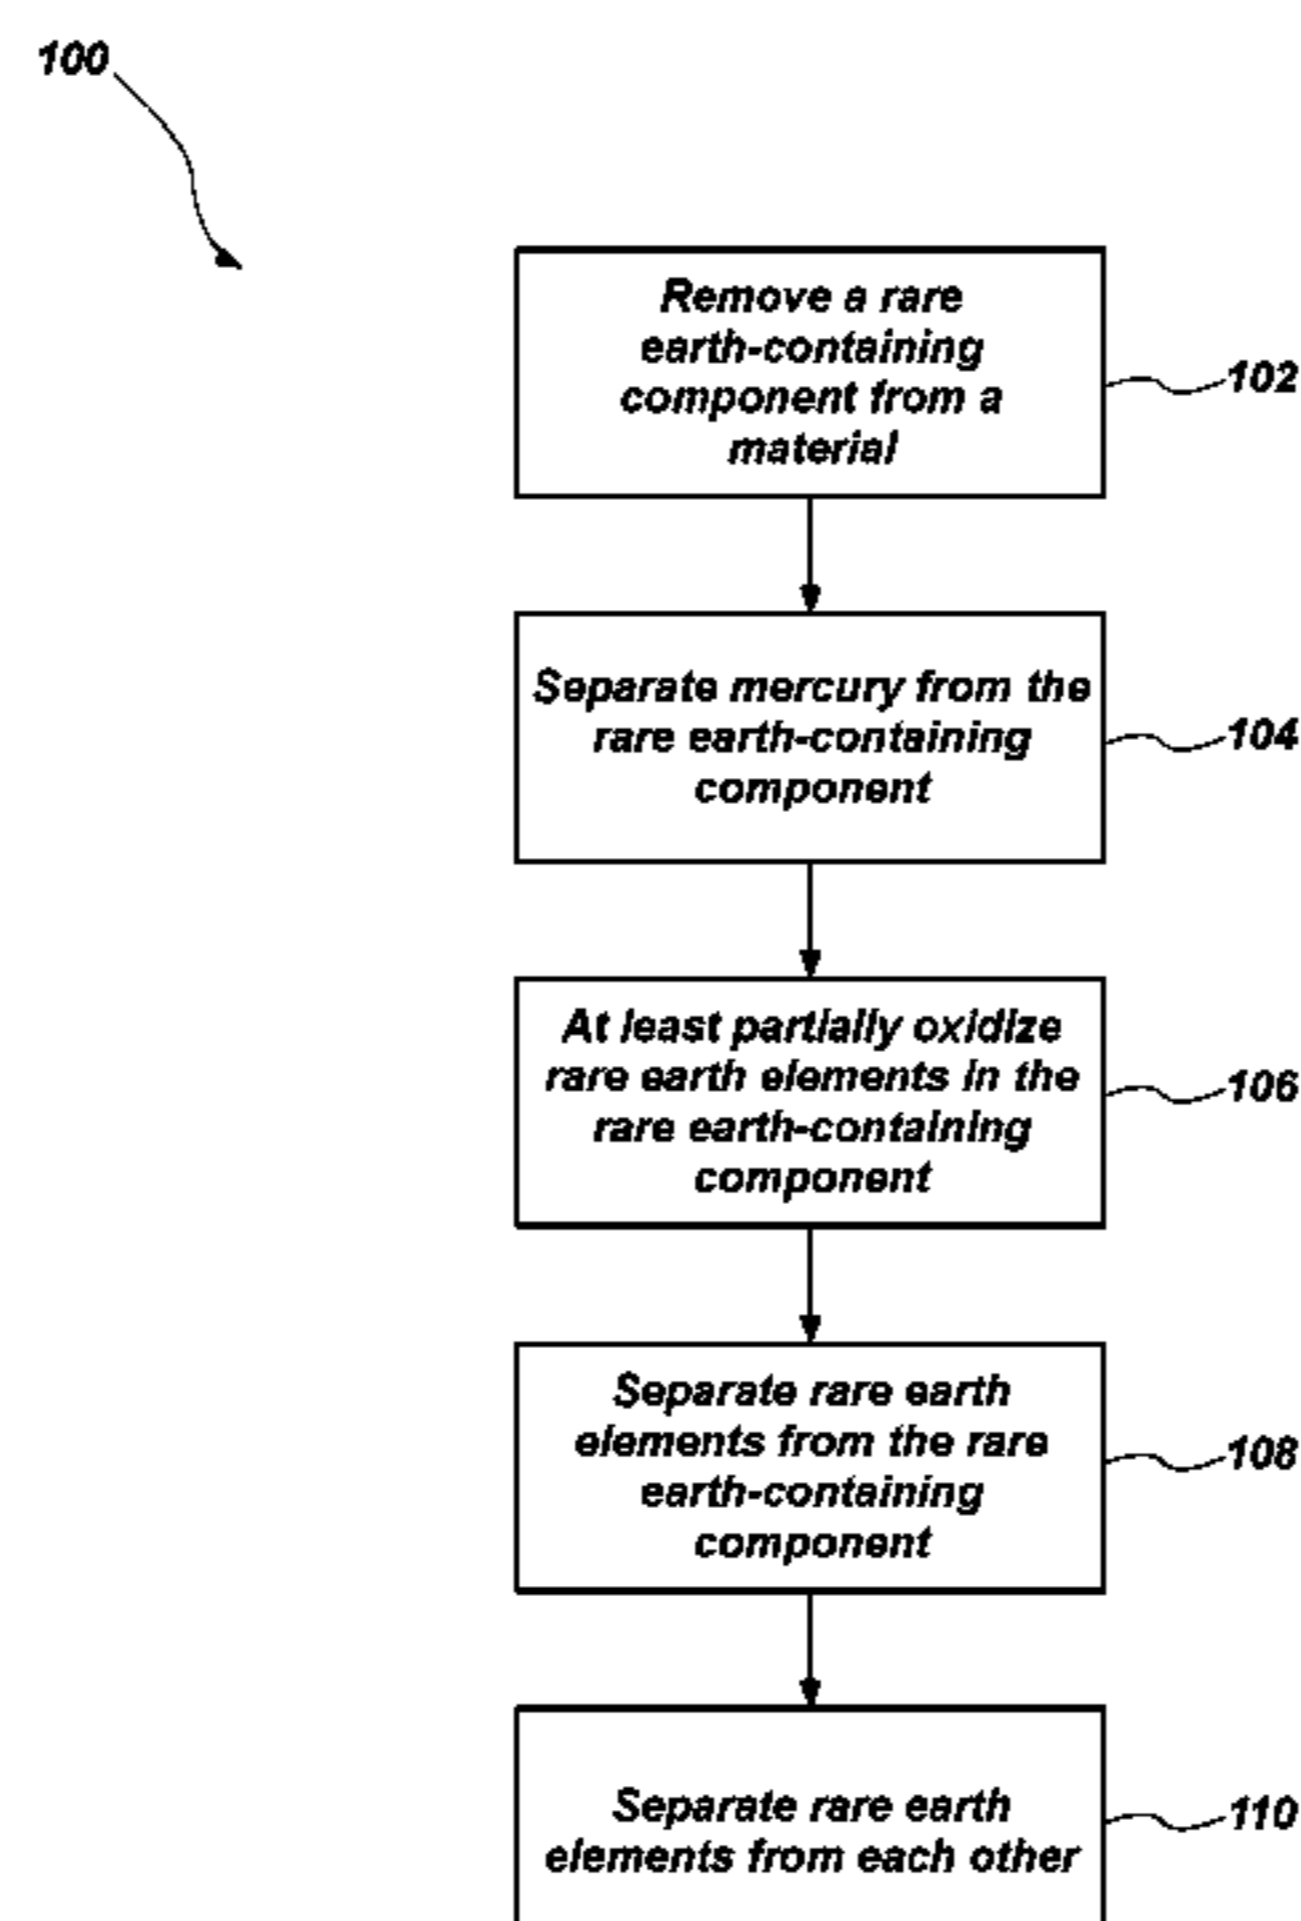 100
Remove a rare
earth-containing
component from a
material
102
Separate mercury from the
rare earth-containing
component
104
At least partially oxidize
rare earth elements in the
rare earth-containing
component
106
Separate rare earth
elements from the rare
earth-containing
component
108
Separate rare earth
elements from each other
110